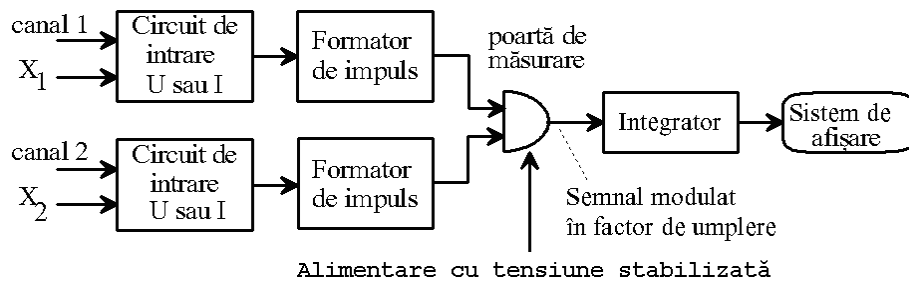 canal 1
X1
Circuit de
intrare
U sau I
Formator
de impuls
poartă de
măsurare
Integrator
Sistem de
afişare
canal 2
X2
Circuit de
intrare
U sau I
Formator
de impuls
Semnal modulat
în factor de umplere
Alimentare cu tensiune stabilizată